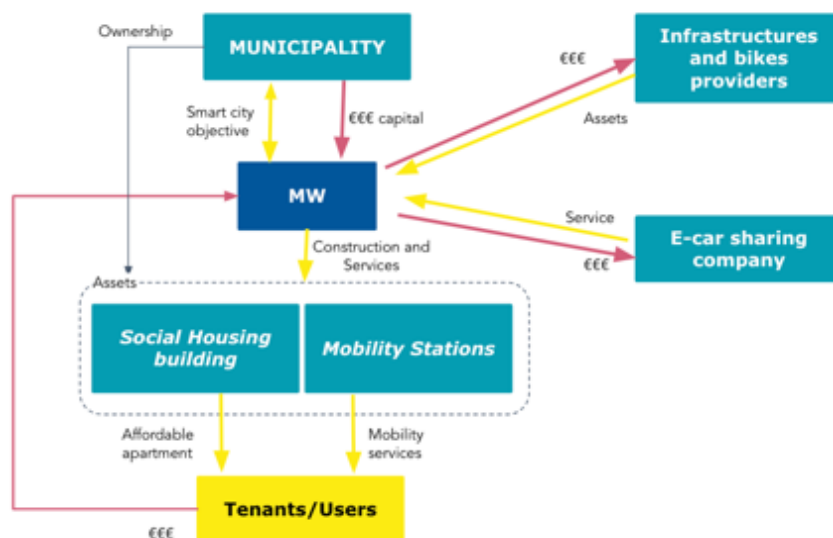 Ownership
MUNICIPALITY
Infrastructures
and bikes
providers
€€€
Smart city
objective
€€€ capital
Assets
MW
Service
E-car sharing
company
€€€
Construction and
Services
Assets
Social Housing
building
Mobility Stations
Affordable
apartment
Mobility
services
Tenants/Users
€€€